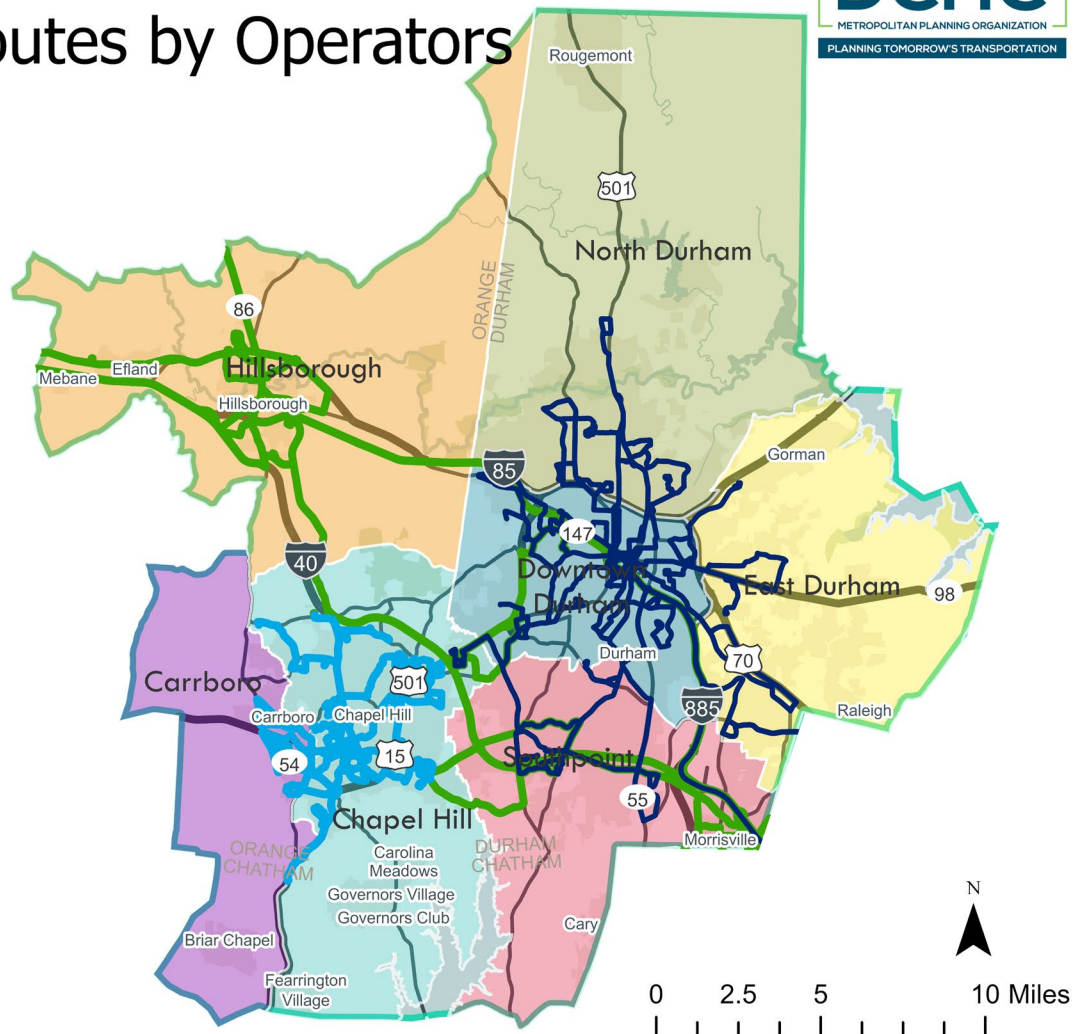 outes by Operators
METROPOLITAN PLANNING ORGANIZATION
PLANNING TOMORROW'S TRANSPORTATION
Rougemont
501
North Durham
ORANGE
DURHAM
86
Hillsborough
Efland
Mebane
Hillsborough
Gorman
85
147
40
Downtown
Durham
East Durham
98
Durham
70
Carrboro
501
885
Raleigh
Carrboro
Chapel Hill
15
54
Southpoint
55
Chapel Hill
Morrisville
ORANGE
CHATHAM
DURHAM
CHATHAM
Carolina
Meadows
Governors Village
Governors Club
Cary
Briar Chapel
Fearrington
Village
N
0 2.5 5 10 Miles